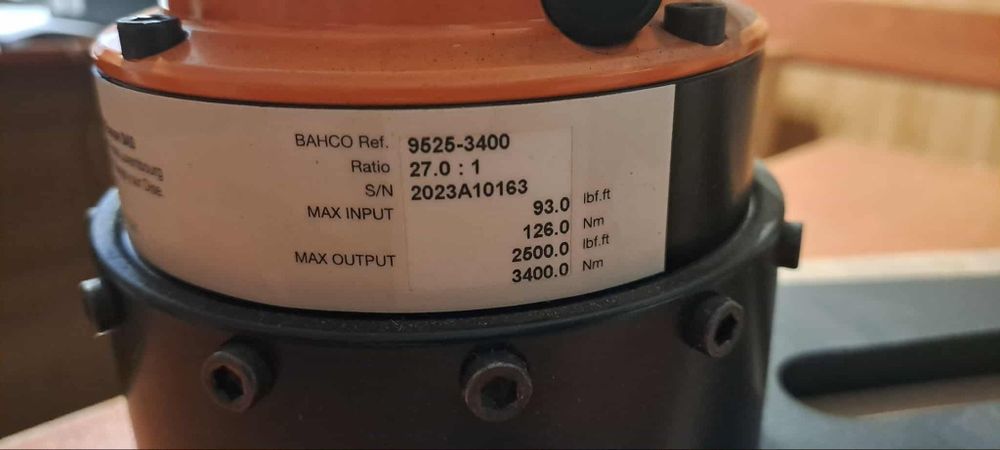 BAHCO Ref. 9525-3400
Ratio 27.0 : 1
S/N 2023A10163
MAX INPUT 93.0 lbf.ft
126.0 Nm
MAX OUTPUT 2500.0 lbf.ft
3400.0 Nm